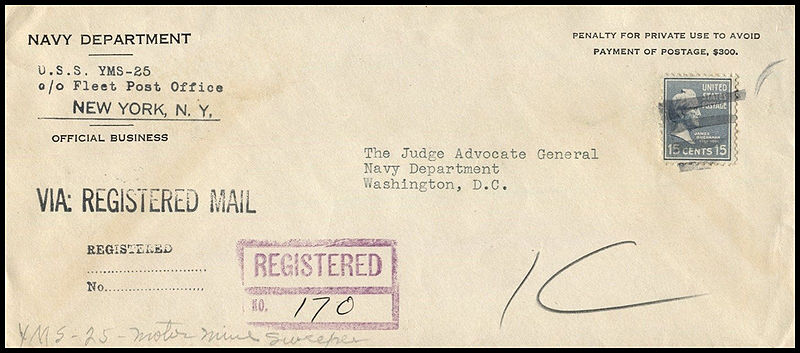 NAVY DEPARTMENT
U.S.S. YMS-25
c/o Fleet Post Office
NEW YORK, N. Y.
OFFICIAL BUSINESS
PENALTY FOR PRIVATE USE TO AVOID
PAYMENT OF POSTAGE, $300.
UNITED
STATES
POSTAGE
JAMES
BUCHANAN
15 CENTS 15
The Judge Advocate General
Navy Department
Washington, D.C.
VIA: REGISTERED MAIL
REGISTERED
No.
REGISTERED
NO. 170
YMS-25-motor mine sweeper